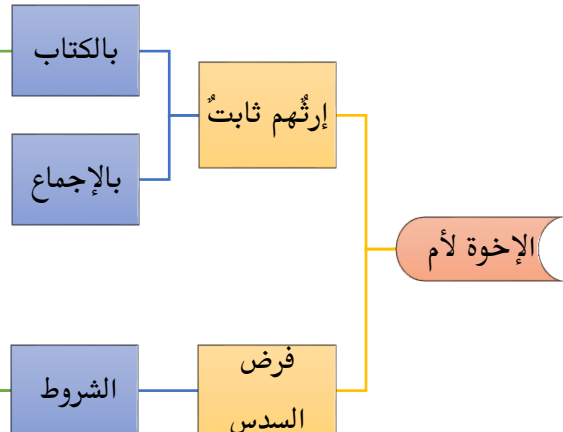 الإخوة لأم
إرثُهم ثابتٌ
بالكتاب
بالإجماع
فرض
السدس
الشروط